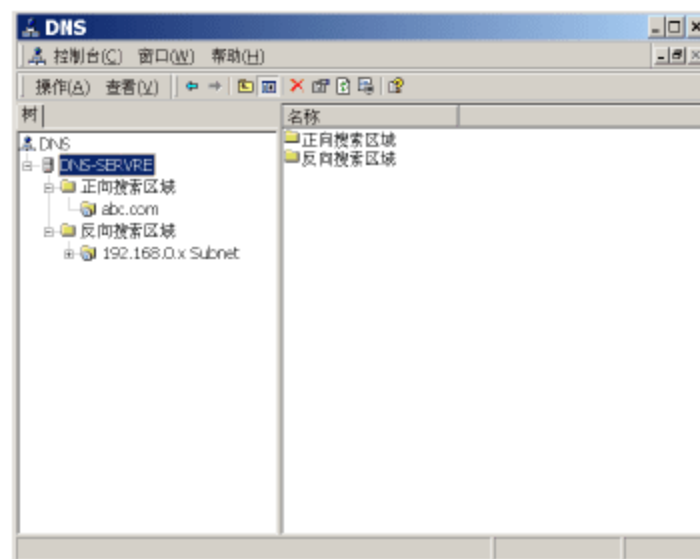 DNS
控制台(C) 窗口(W) 帮助(H)
操作(A) 查看(V)
树
名称
DNS
DNS-SERVRE
正向搜索区域
abc.com
反向搜索区域
192.168.0.x Subnet
正向搜索区域
反向搜索区域